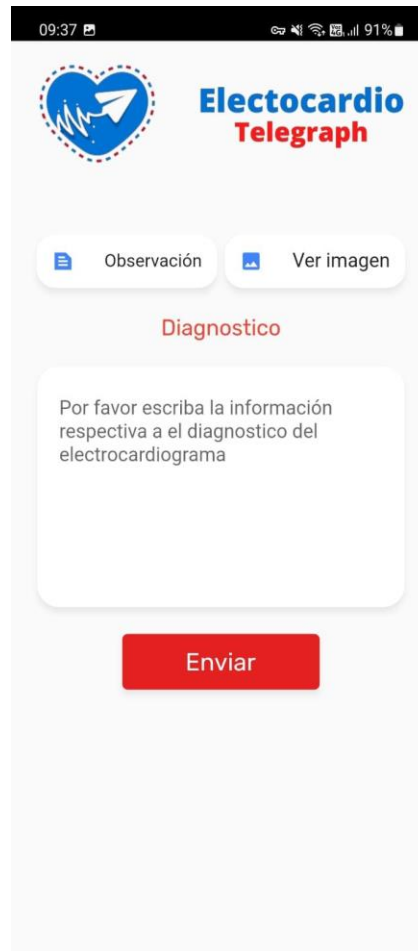 09:37
91%
Electocardio
Telegraph
Observación
Ver imagen
Diagnostico
Por favor escriba la información
respectiva a el diagnostico del
electrocardiograma
Enviar